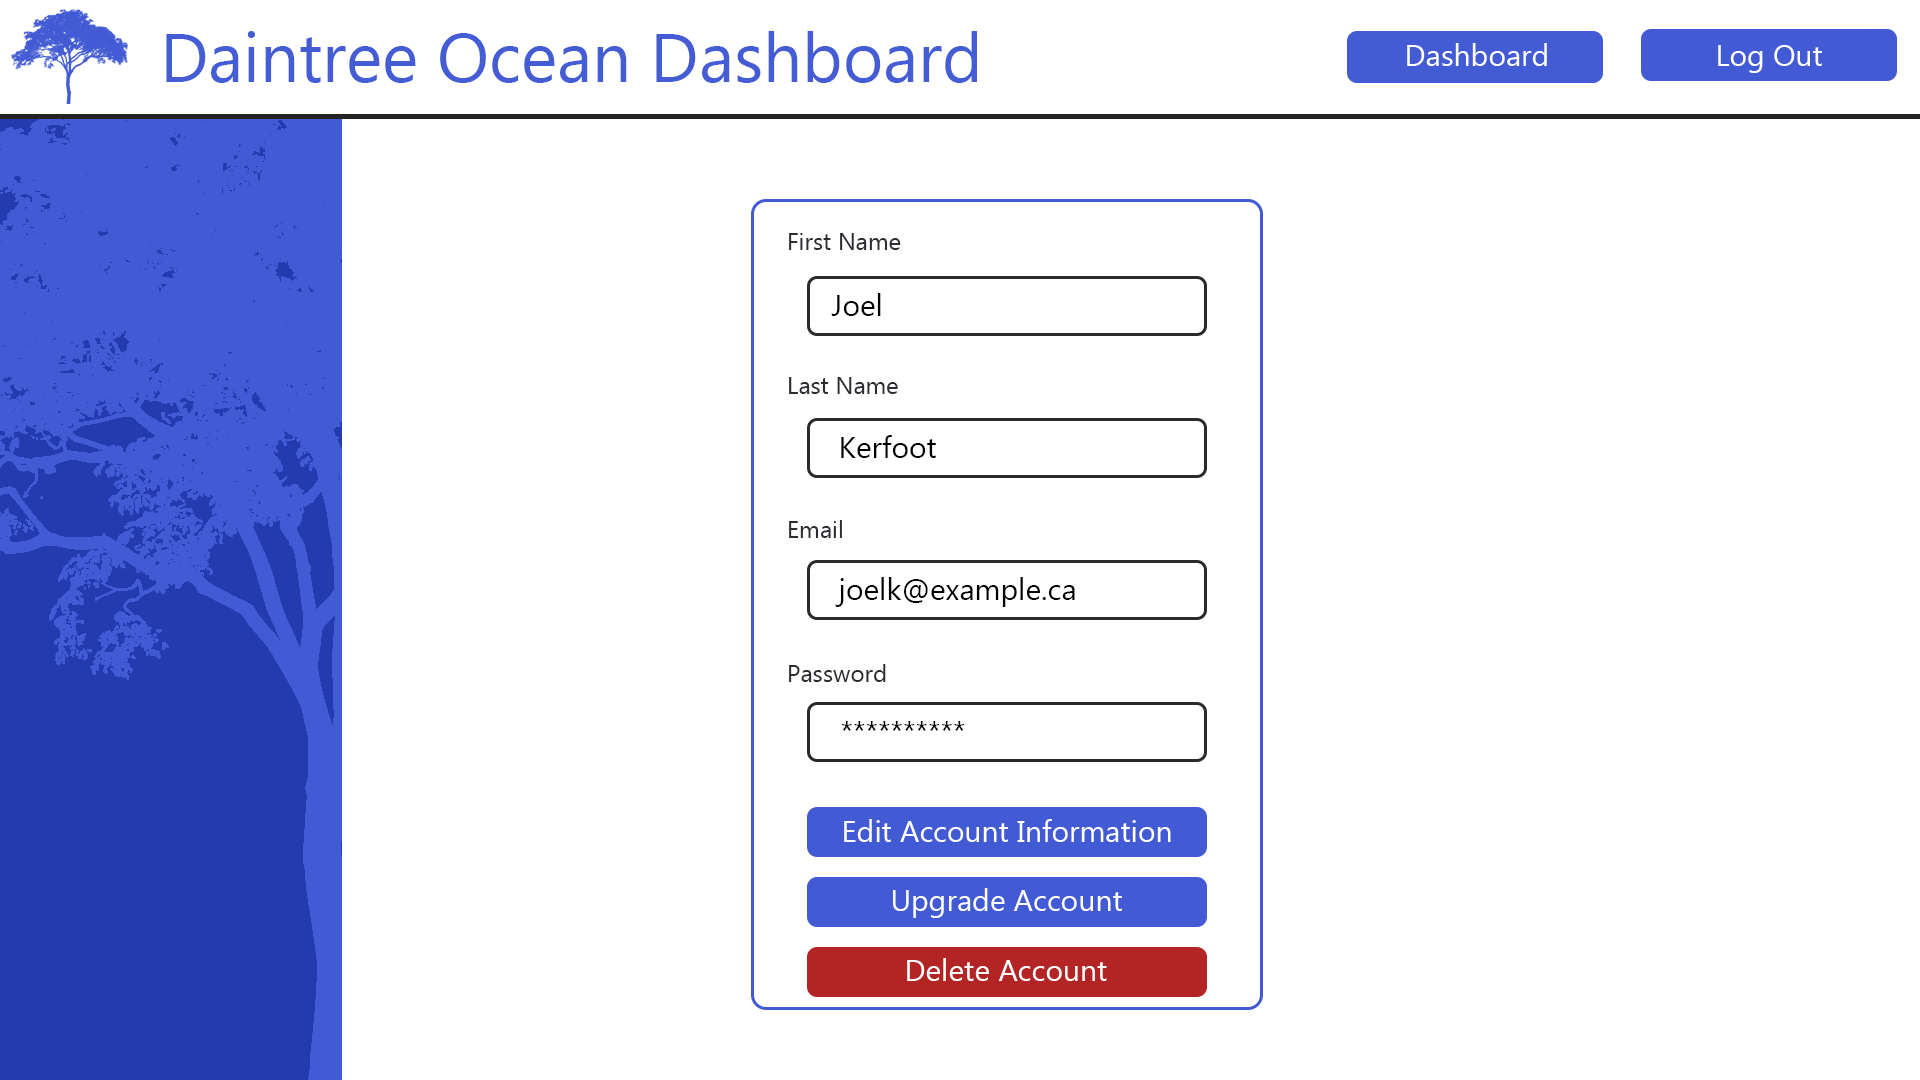 Daintree Ocean Dashboard
Dashboard
Log Out
First Name
Joel
Last Name
Kerfoot
Email
joelk@example.ca
Password
**********
Edit Account Information
Upgrade Account
Delete Account